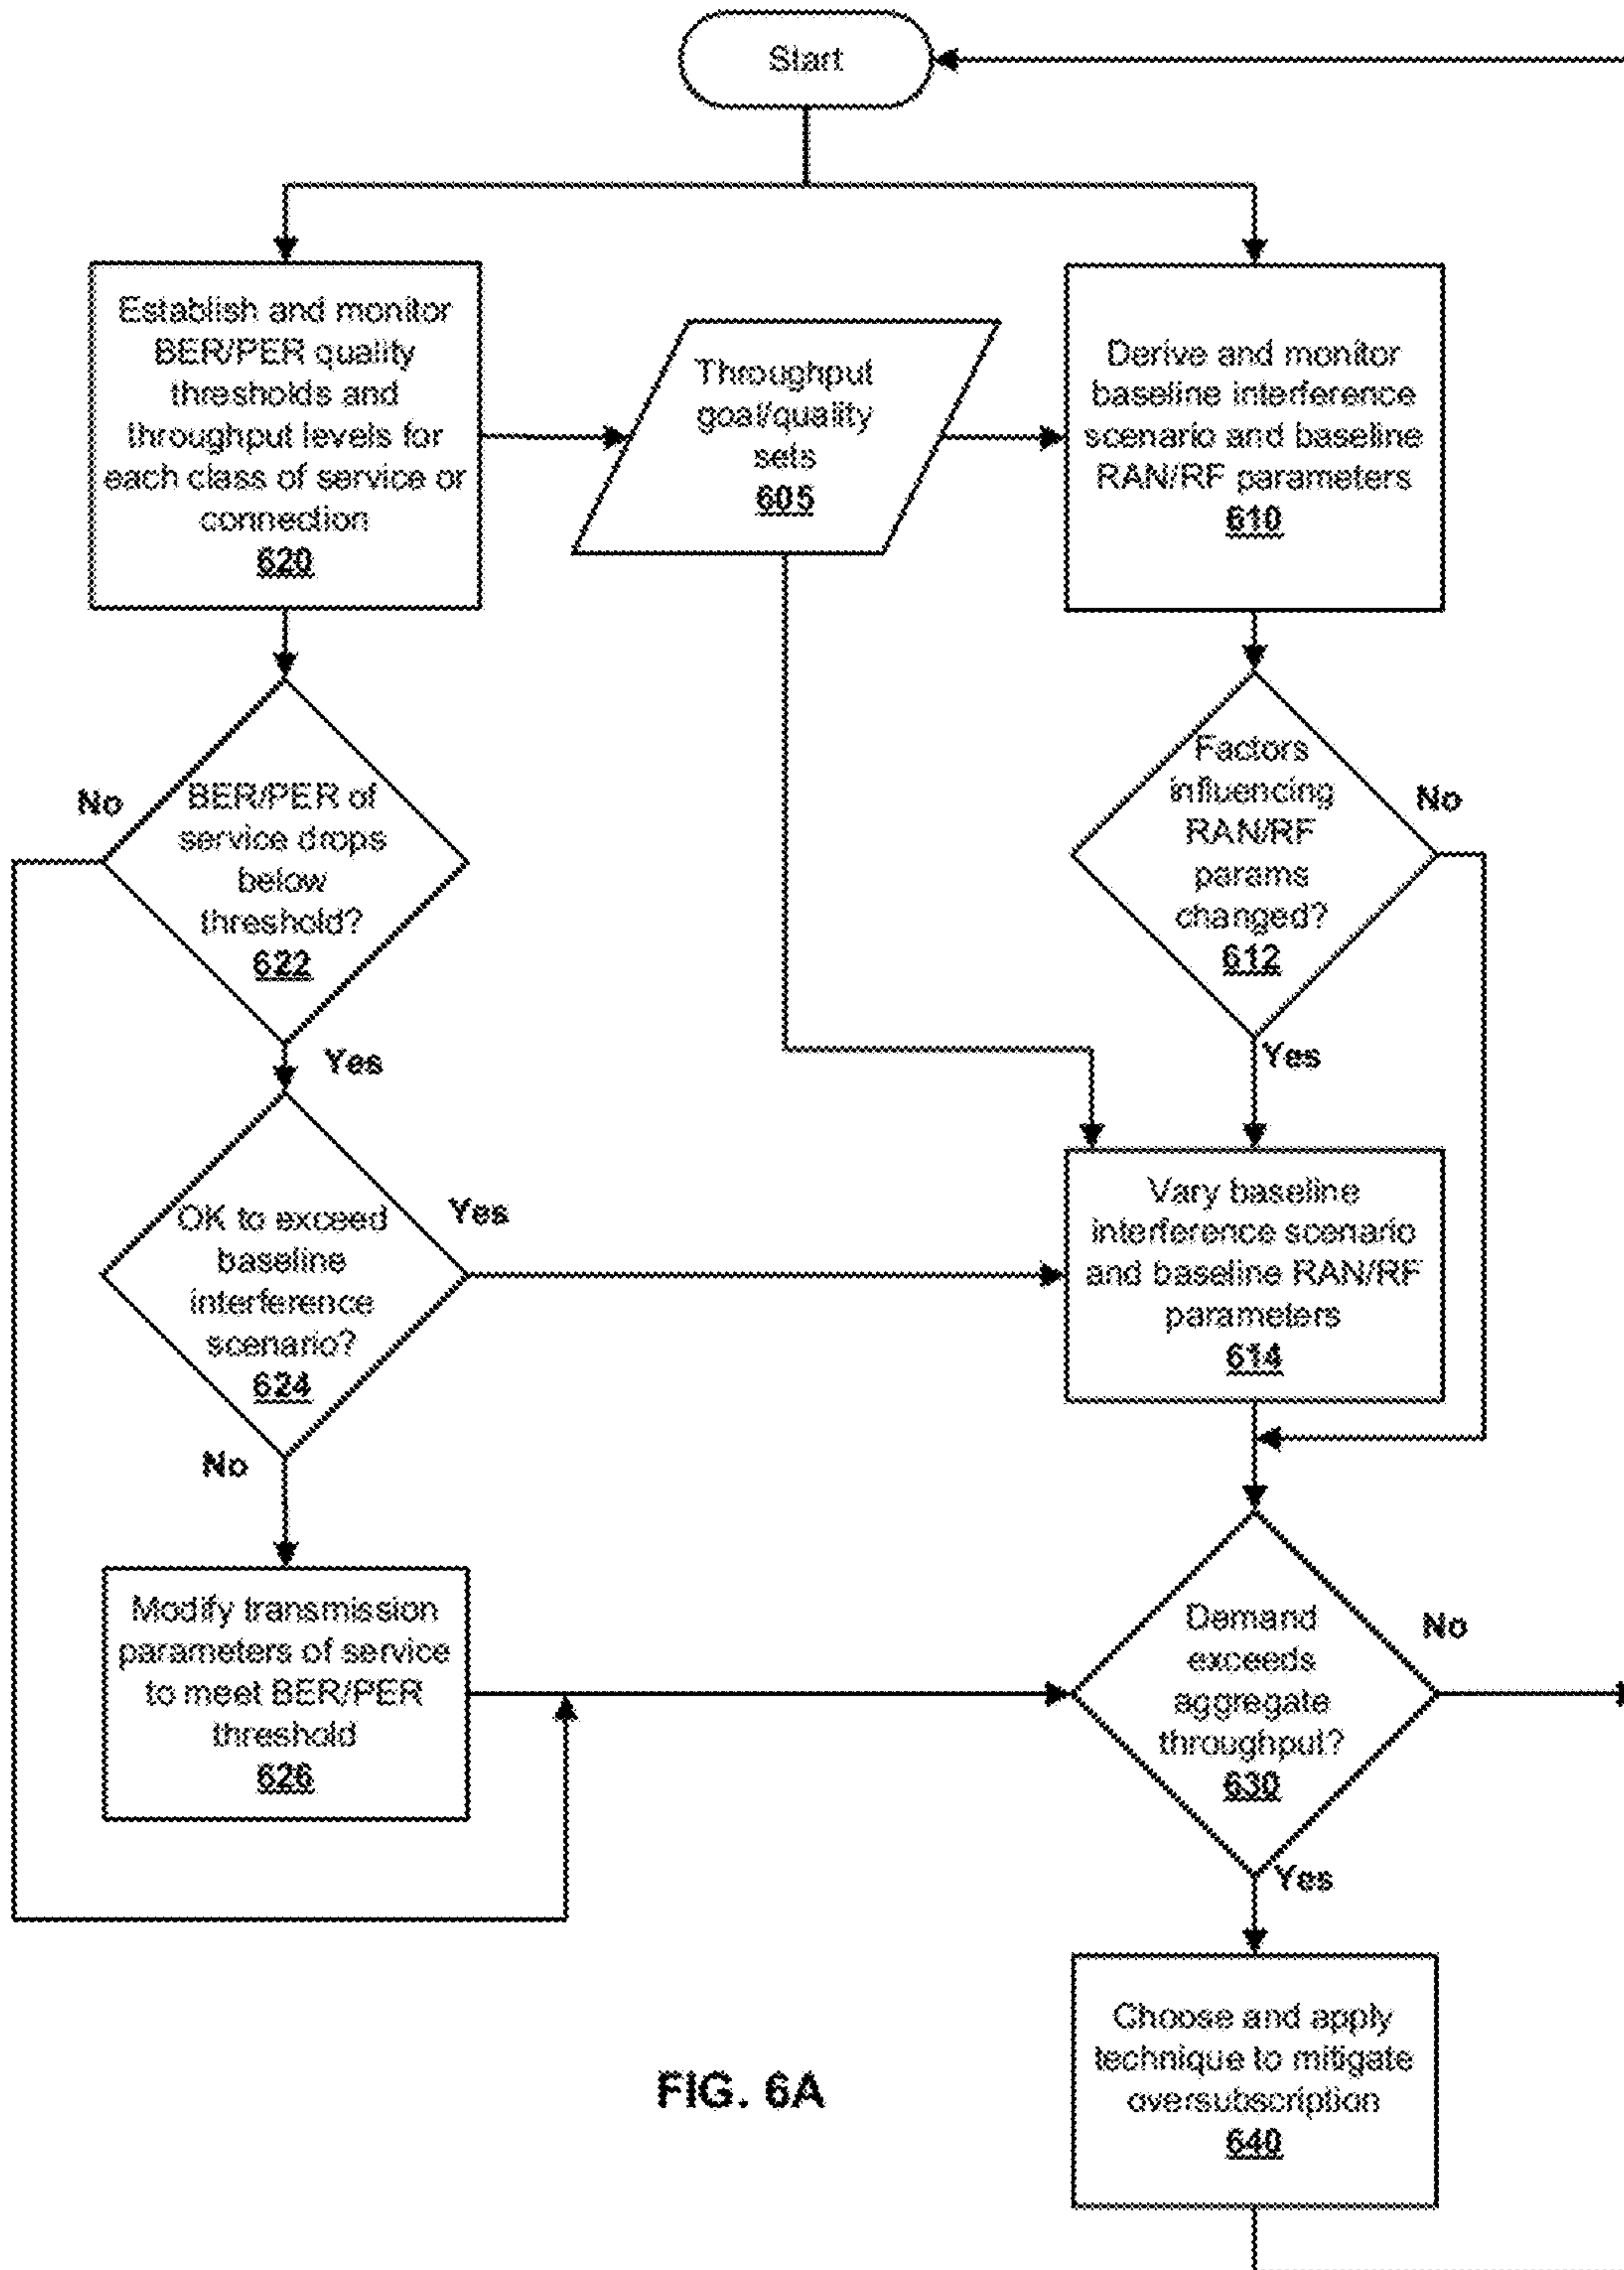 Start
Establish and monitor
BER/PER quality
thresholds and
throughput levels for
each class of service or
connection
620
Throughput
goal/quality
sets
605
Derive and monitor
baseline interference
scenario and baseline
RAN/RF parameters
610
No
BER/PER of
service drops
below
threshold?
622
Yes
Factors
influencing
RAN/RF
params
changed?
612
No
Yes
OK to exceed
baseline
interference
scenario?
624
Yes
No
Vary baseline
interference scenario
and baseline RAN/RF
parameters
614
Modify transmission
parameters of service
to meet BER/PER
threshold
626
Demand
exceeds
aggregate
throughput?
630
No
Yes
Choose and apply
technique to mitigate
oversubscription
640
FIG. 6A